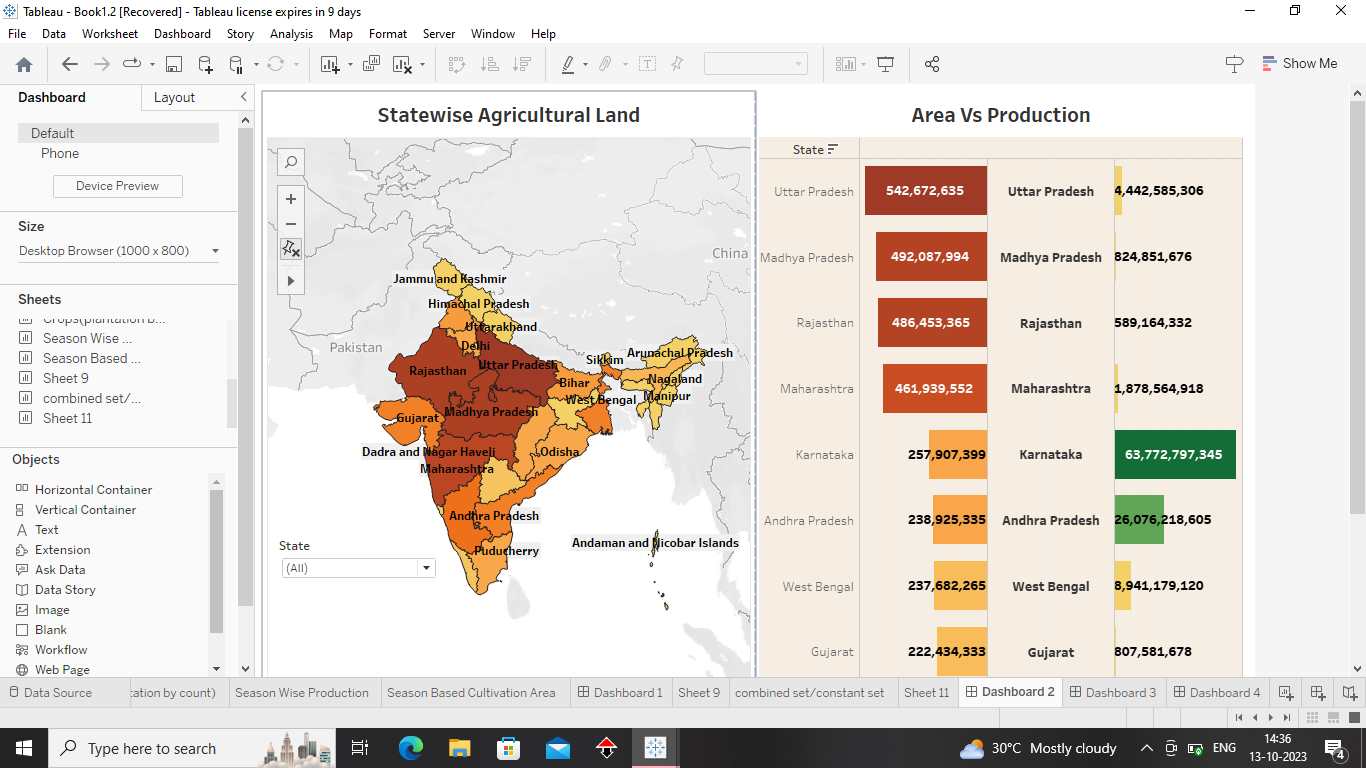 Tableau - Book1.2 [Recovered] - Tableau license expires in 9 days
File Data Worksheet Dashboard Story Analysis Map Format Server Window Help
Show Me
Dashboard Layout
Default
Phone
Device Preview
Size
Desktop Browser (1000 x 800)
Sheets
Crops(plantation b...
Season Wise ...
Season Based ...
Sheet 9
combined set/...
Sheet 11
Objects
Horizontal Container
Vertical Container
Text
Extension
Ask Data
Data Story
Image
Blank
Workflow
Web Page
Statewise Agricultural Land
China
Jammu and Kashmir
Himachal Pradesh
Uttarakhand
Pakistan
Delhi
Sikkim
Arunachal Pradesh
Uttar Pradesh
Rajasthan
Bihar
Nagaland
West Bengal
Manipur
Madhya Pradesh
Gujarat
Dadra and Nagar Haveli
Odisha
Maharashtra
Andhra Pradesh
Andaman and Nicobar Islands
Puducherry
State
(All)
Area Vs Production
State
Uttar Pradesh 542,672,635 Uttar Pradesh 4,442,585,306
Madhya Pradesh 492,087,994 Madhya Pradesh 824,851,676
Rajasthan 486,453,365 Rajasthan 589,164,332
Maharashtra 461,939,552 Maharashtra 1,878,564,918
Karnataka 257,907,399 Karnataka 63,772,797,345
Andhra Pradesh 238,925,335 Andhra Pradesh 26,076,218,605
West Bengal 237,682,265 West Bengal 8,941,179,120
Gujarat 222,434,333 Gujarat 807,581,678
Data Source tation by count) Season Wise Production Season Based Cultivation Area Dashboard 1 Sheet 9 combined set/constant set Sheet 11 Dashboard 2 Dashboard 3 Dashboard 4
Type here to search
30°C Mostly cloudy
ENG
14:36
13-10-2023
4